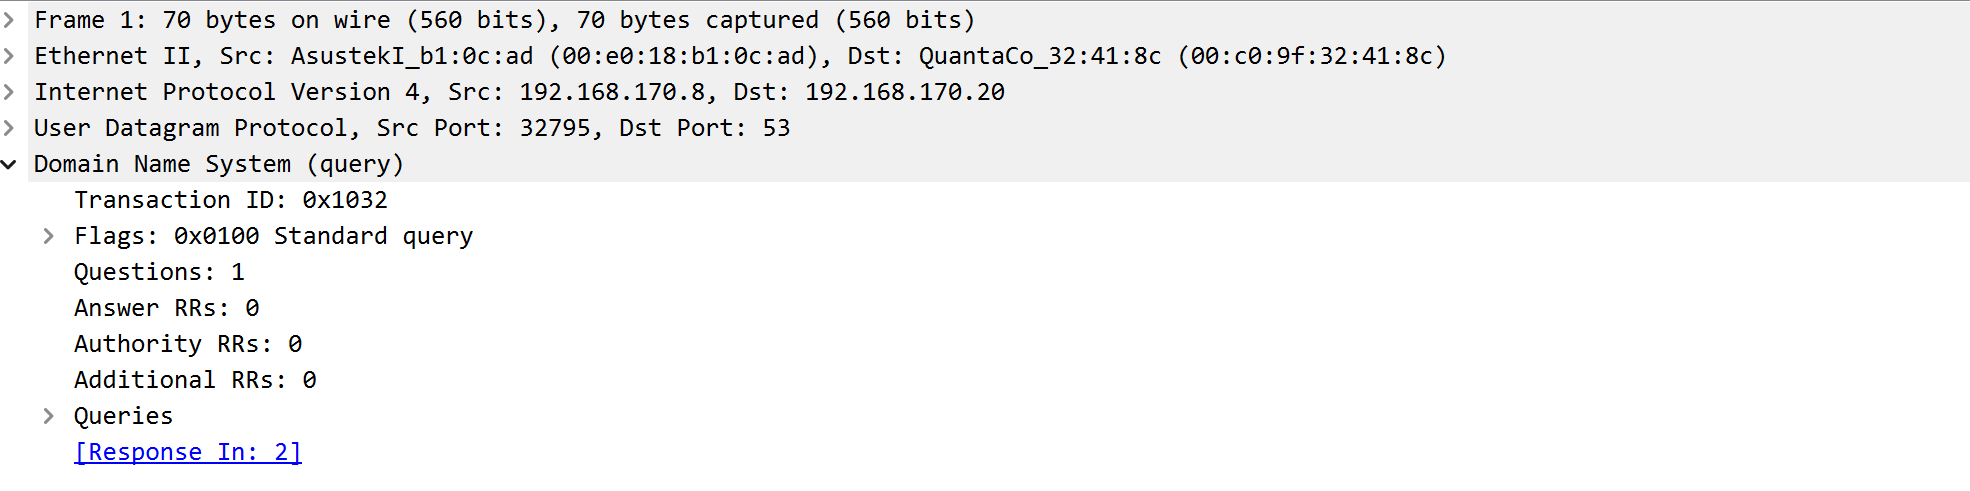 Frame 1: 70 bytes on wire (560 bits), 70 bytes captured (560 bits)
Ethernet II, Src: AsustekI_b1:0c:ad (00:e0:18:b1:0c:ad), Dst: QuantaCo_32:41:8c (00:c0:9f:32:41:8c)
Internet Protocol Version 4, Src: 192.168.170.8, Dst: 192.168.170.20
User Datagram Protocol, Src Port: 32795, Dst Port: 53
Domain Name System (query)
Transaction ID: 0x1032
Flags: 0x0100 Standard query
Questions: 1
Answer RRs: 0
Authority RRs: 0
Additional RRs: 0
Queries
[Response In: 2]